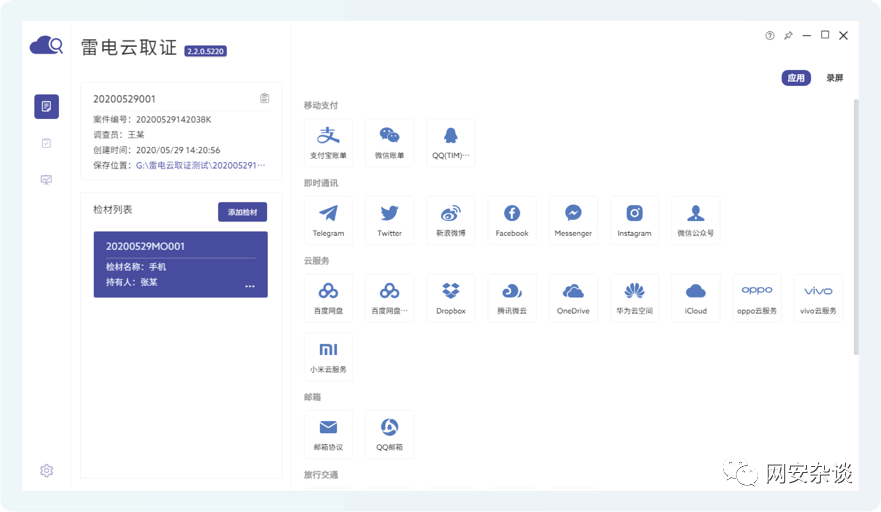 雷电云取证 2.2.0.5220
应用 录屏
20200529001
案件编号：20200529142038K
调查员：王某
创建时间：2020/05/29 14:20:56
保存位置：G:\雷电云取证测试\202005291···
检材列表 添加检材
20200529MO001
检材名称：手机
持有人：张某
...
移动支付
支付宝账单 微信账单 QQ(TIM)···
即时通讯
Telegram Twitter 新浪微博 Facebook Messenger Instagram 微信公众号
云服务
oppo vivo
百度网盘 百度网盘··· Dropbox 腾讯微云 OneDrive 华为云空间 iCloud oppo云服务 vivo云服务
小米云服务
邮箱
邮箱协议 QQ邮箱
旅行交通
网安杂谈